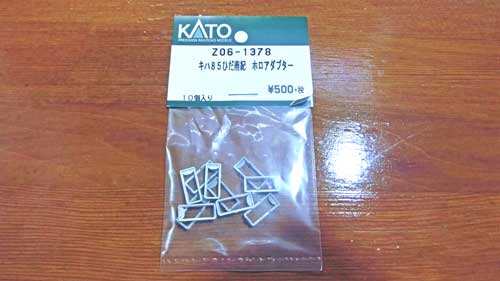 KATO
PRECISION RAILROAD MODELS
Z06-1378
キハ85ひだ南紀 ホロアダプター
¥500+税
10個入り